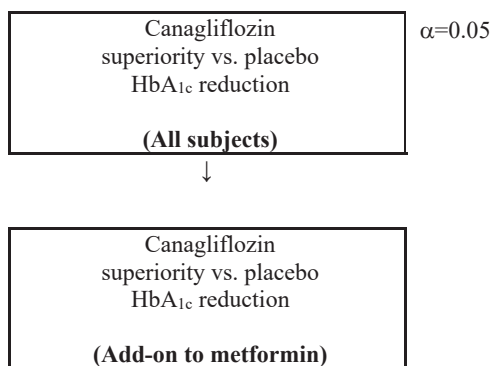 Canagliflozin
α=0.05
superiority vs. placebo
HbA1c reduction
(All subjects)
↓
Canagliflozin
superiority vs. placebo
HbA1c reduction
(Add-on to metformin)